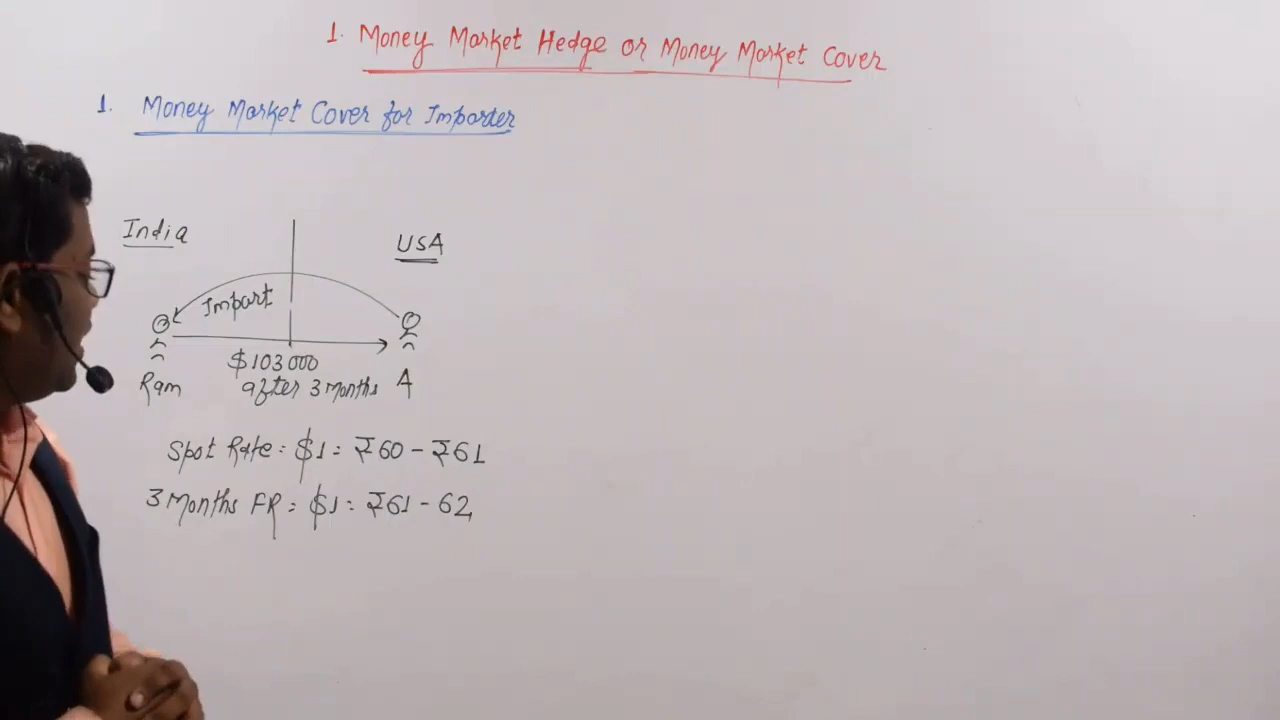 1. Money Market Hedge or Money Market Cover
1. Money Market Cover for Importer
India
USA
Import
$103000
Ram after 3 Months A
Spot Rate = $1 = ₹60 - ₹61
3 Months FR = $1 = ₹61 - 62